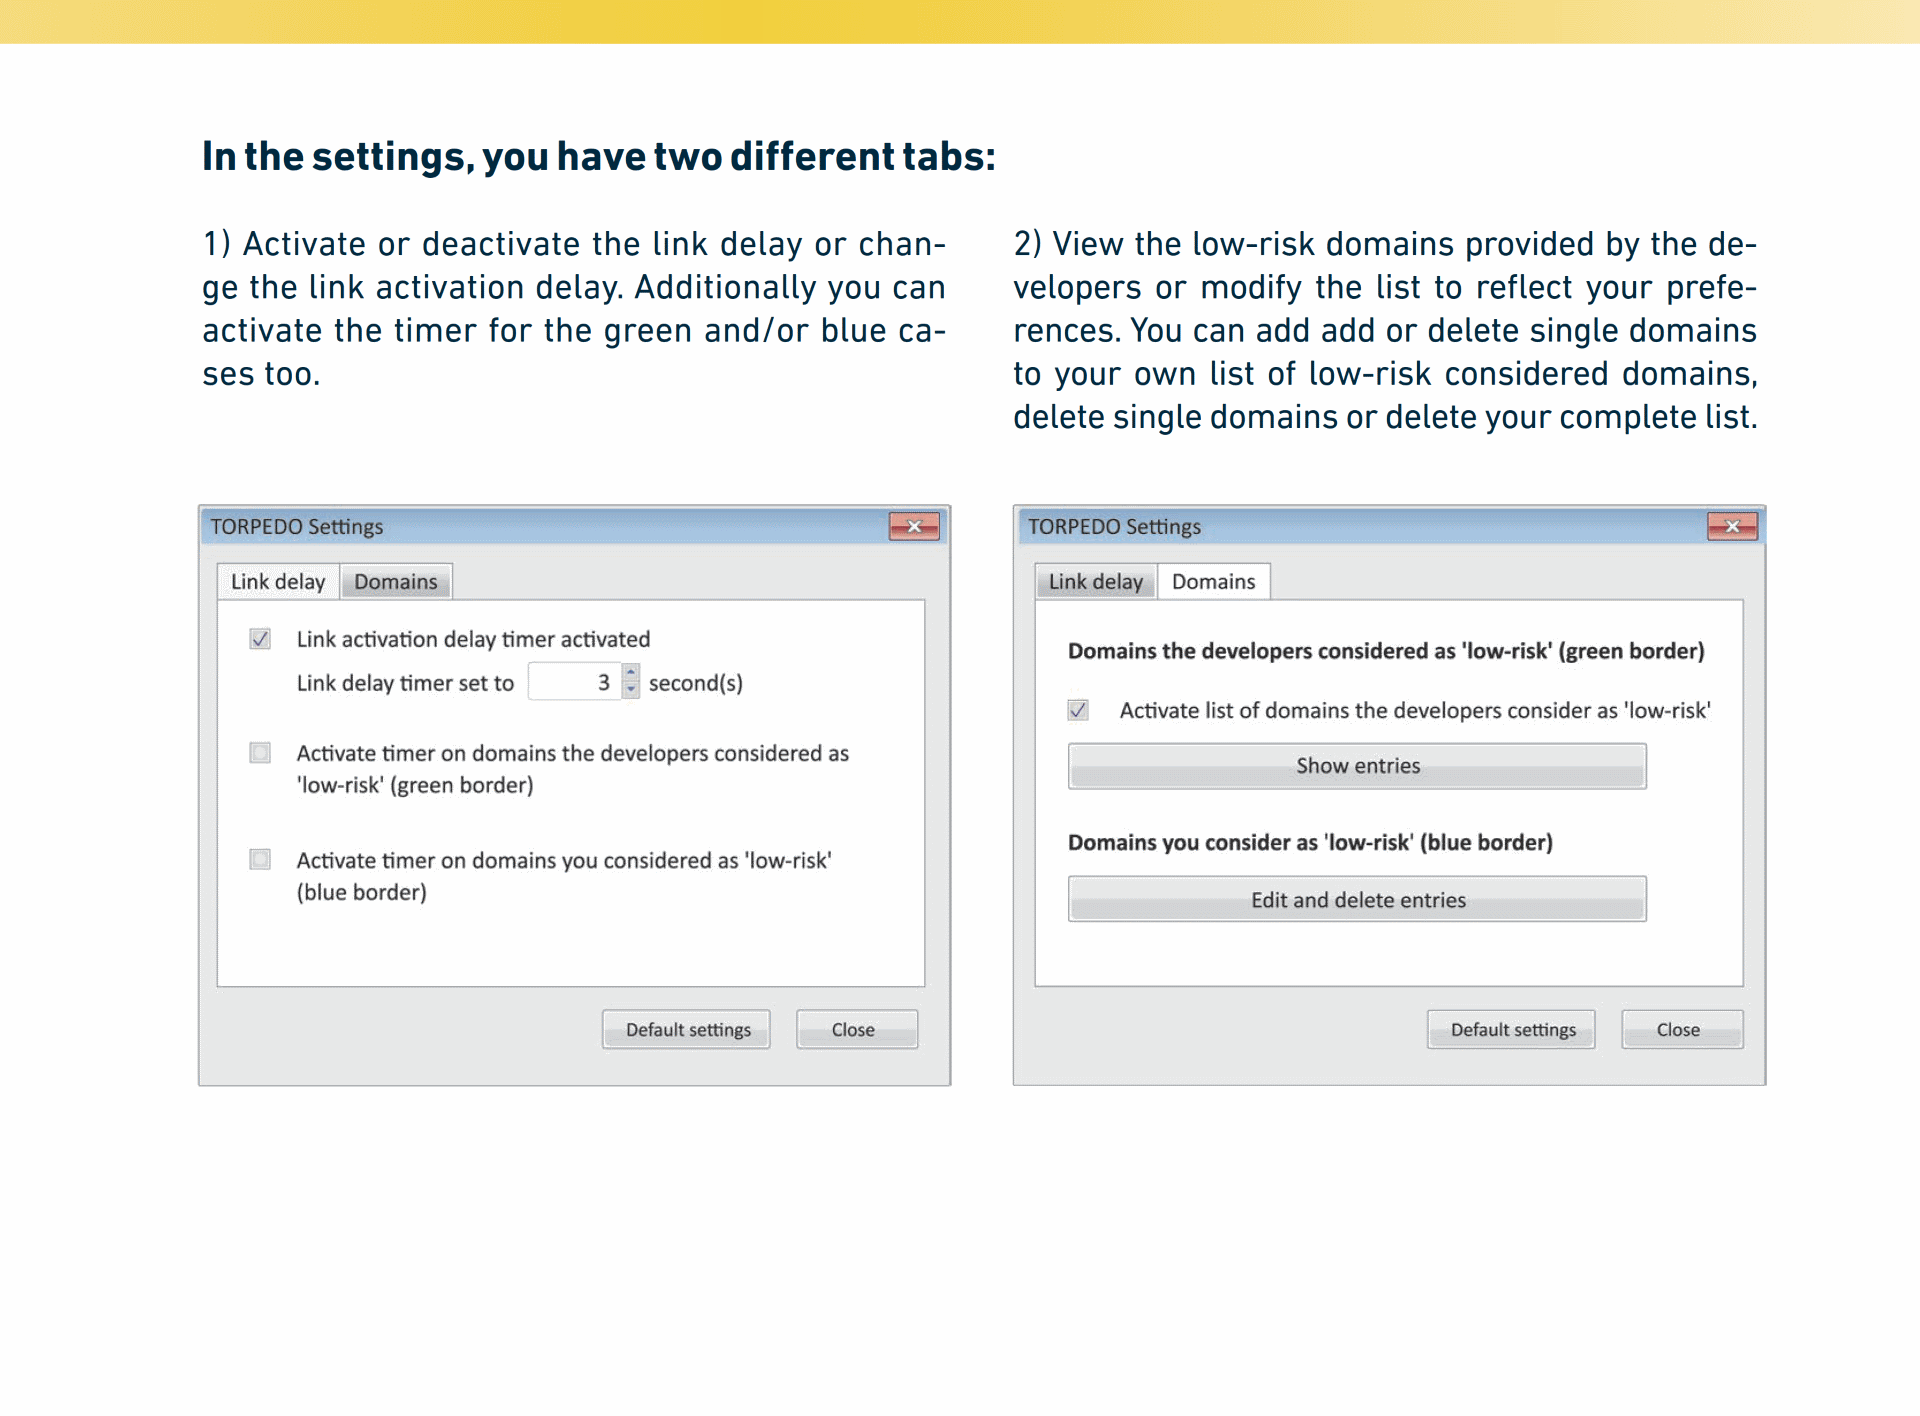 In the settings, you have two different tabs:
1) Activate or deactivate the link delay or chan-
ge the link activation delay. Additionally you can
activate the timer for the green and/or blue ca-
ses too.
2) View the low-risk domains provided by the de-
velopers or modify the list to reflect your prefe-
rences. You can add add or delete single domains
to your own list of low-risk considered domains,
delete single domains or delete your complete list.
TORPEDO Settings
Link delay Domains
Link activation delay timer activated
Link delay timer set to 3 second(s)
Activate timer on domains the developers considered as
'low-risk' (green border)
Activate timer on domains you considered as 'low-risk'
(blue border)
Default settings Close
TORPEDO Settings
Link delay Domains
Domains the developers considered as 'low-risk' (green border)
Activate list of domains the developers consider as 'low-risk'
Show entries
Domains you consider as 'low-risk' (blue border)
Edit and delete entries
Default settings Close